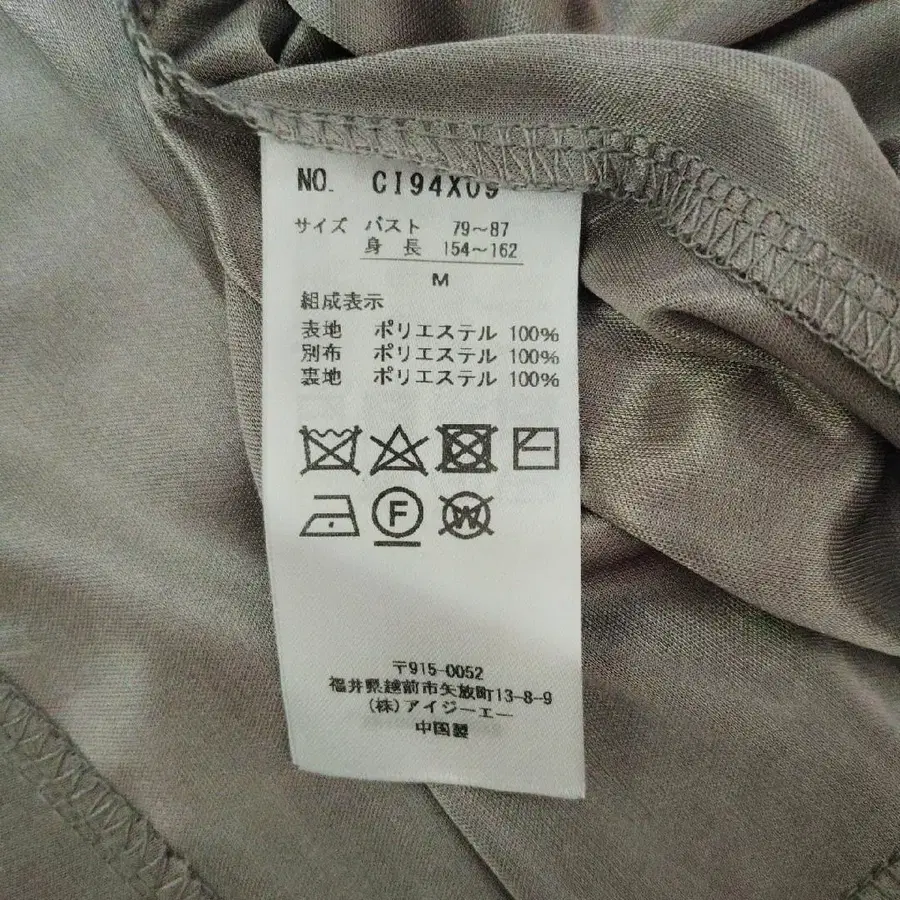 NO. CI94X09
サイズ バスト 79~87
身長 154~162
M
組成表示
表地 ポリエステル 100%
別布 ポリエステル 100%
裏地 ポリエステル 100%
F W
〒915-0052
福井県越前市矢放町13-8-9
(株)アイジーエー
中国製